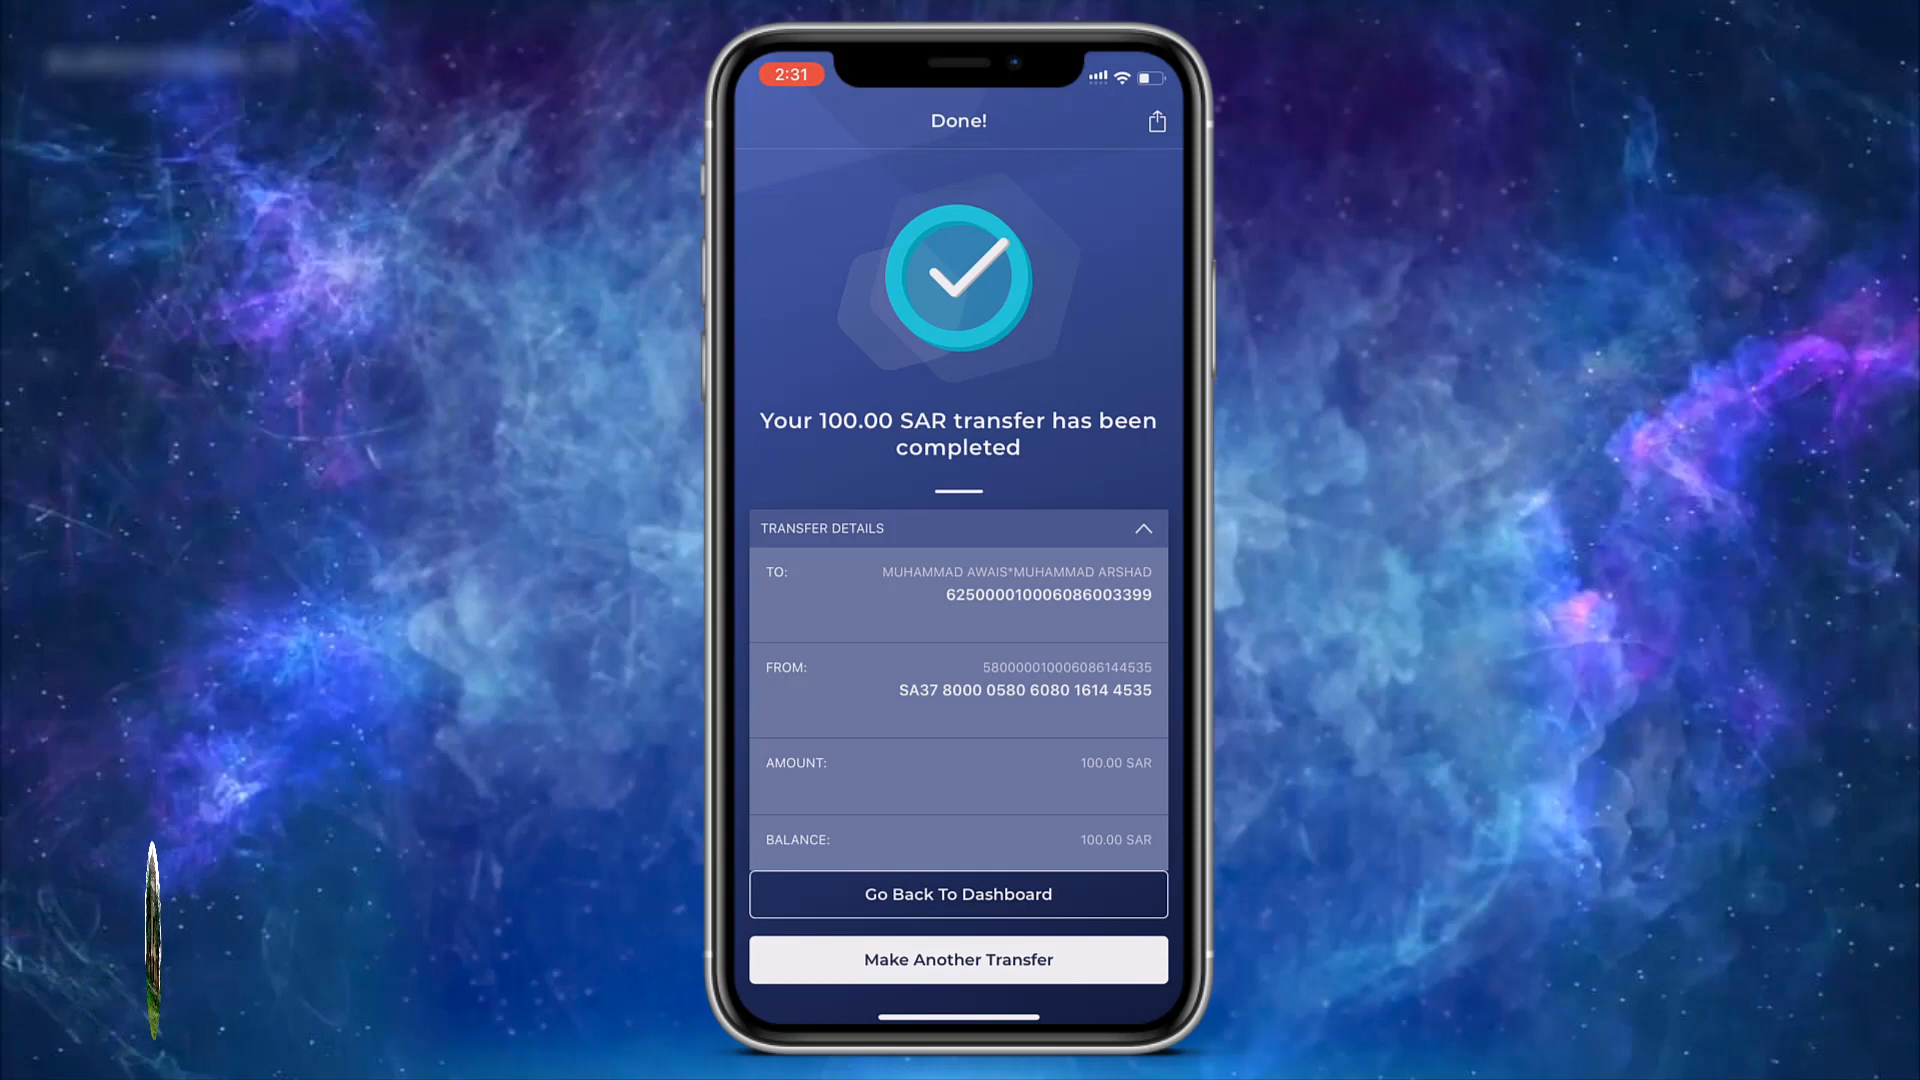 2:31
Done!
Your 100.00 SAR transfer has been
completed
TRANSFER DETAILS
TO: MUHAMMAD AWAIS*MUHAMMAD ARSHAD
625000010006086003399
FROM: 580000010006086144535
SA37 8000 0580 6080 1614 4535
AMOUNT: 100.00 SAR
BALANCE: 100.00 SAR
Go Back To Dashboard
Make Another Transfer